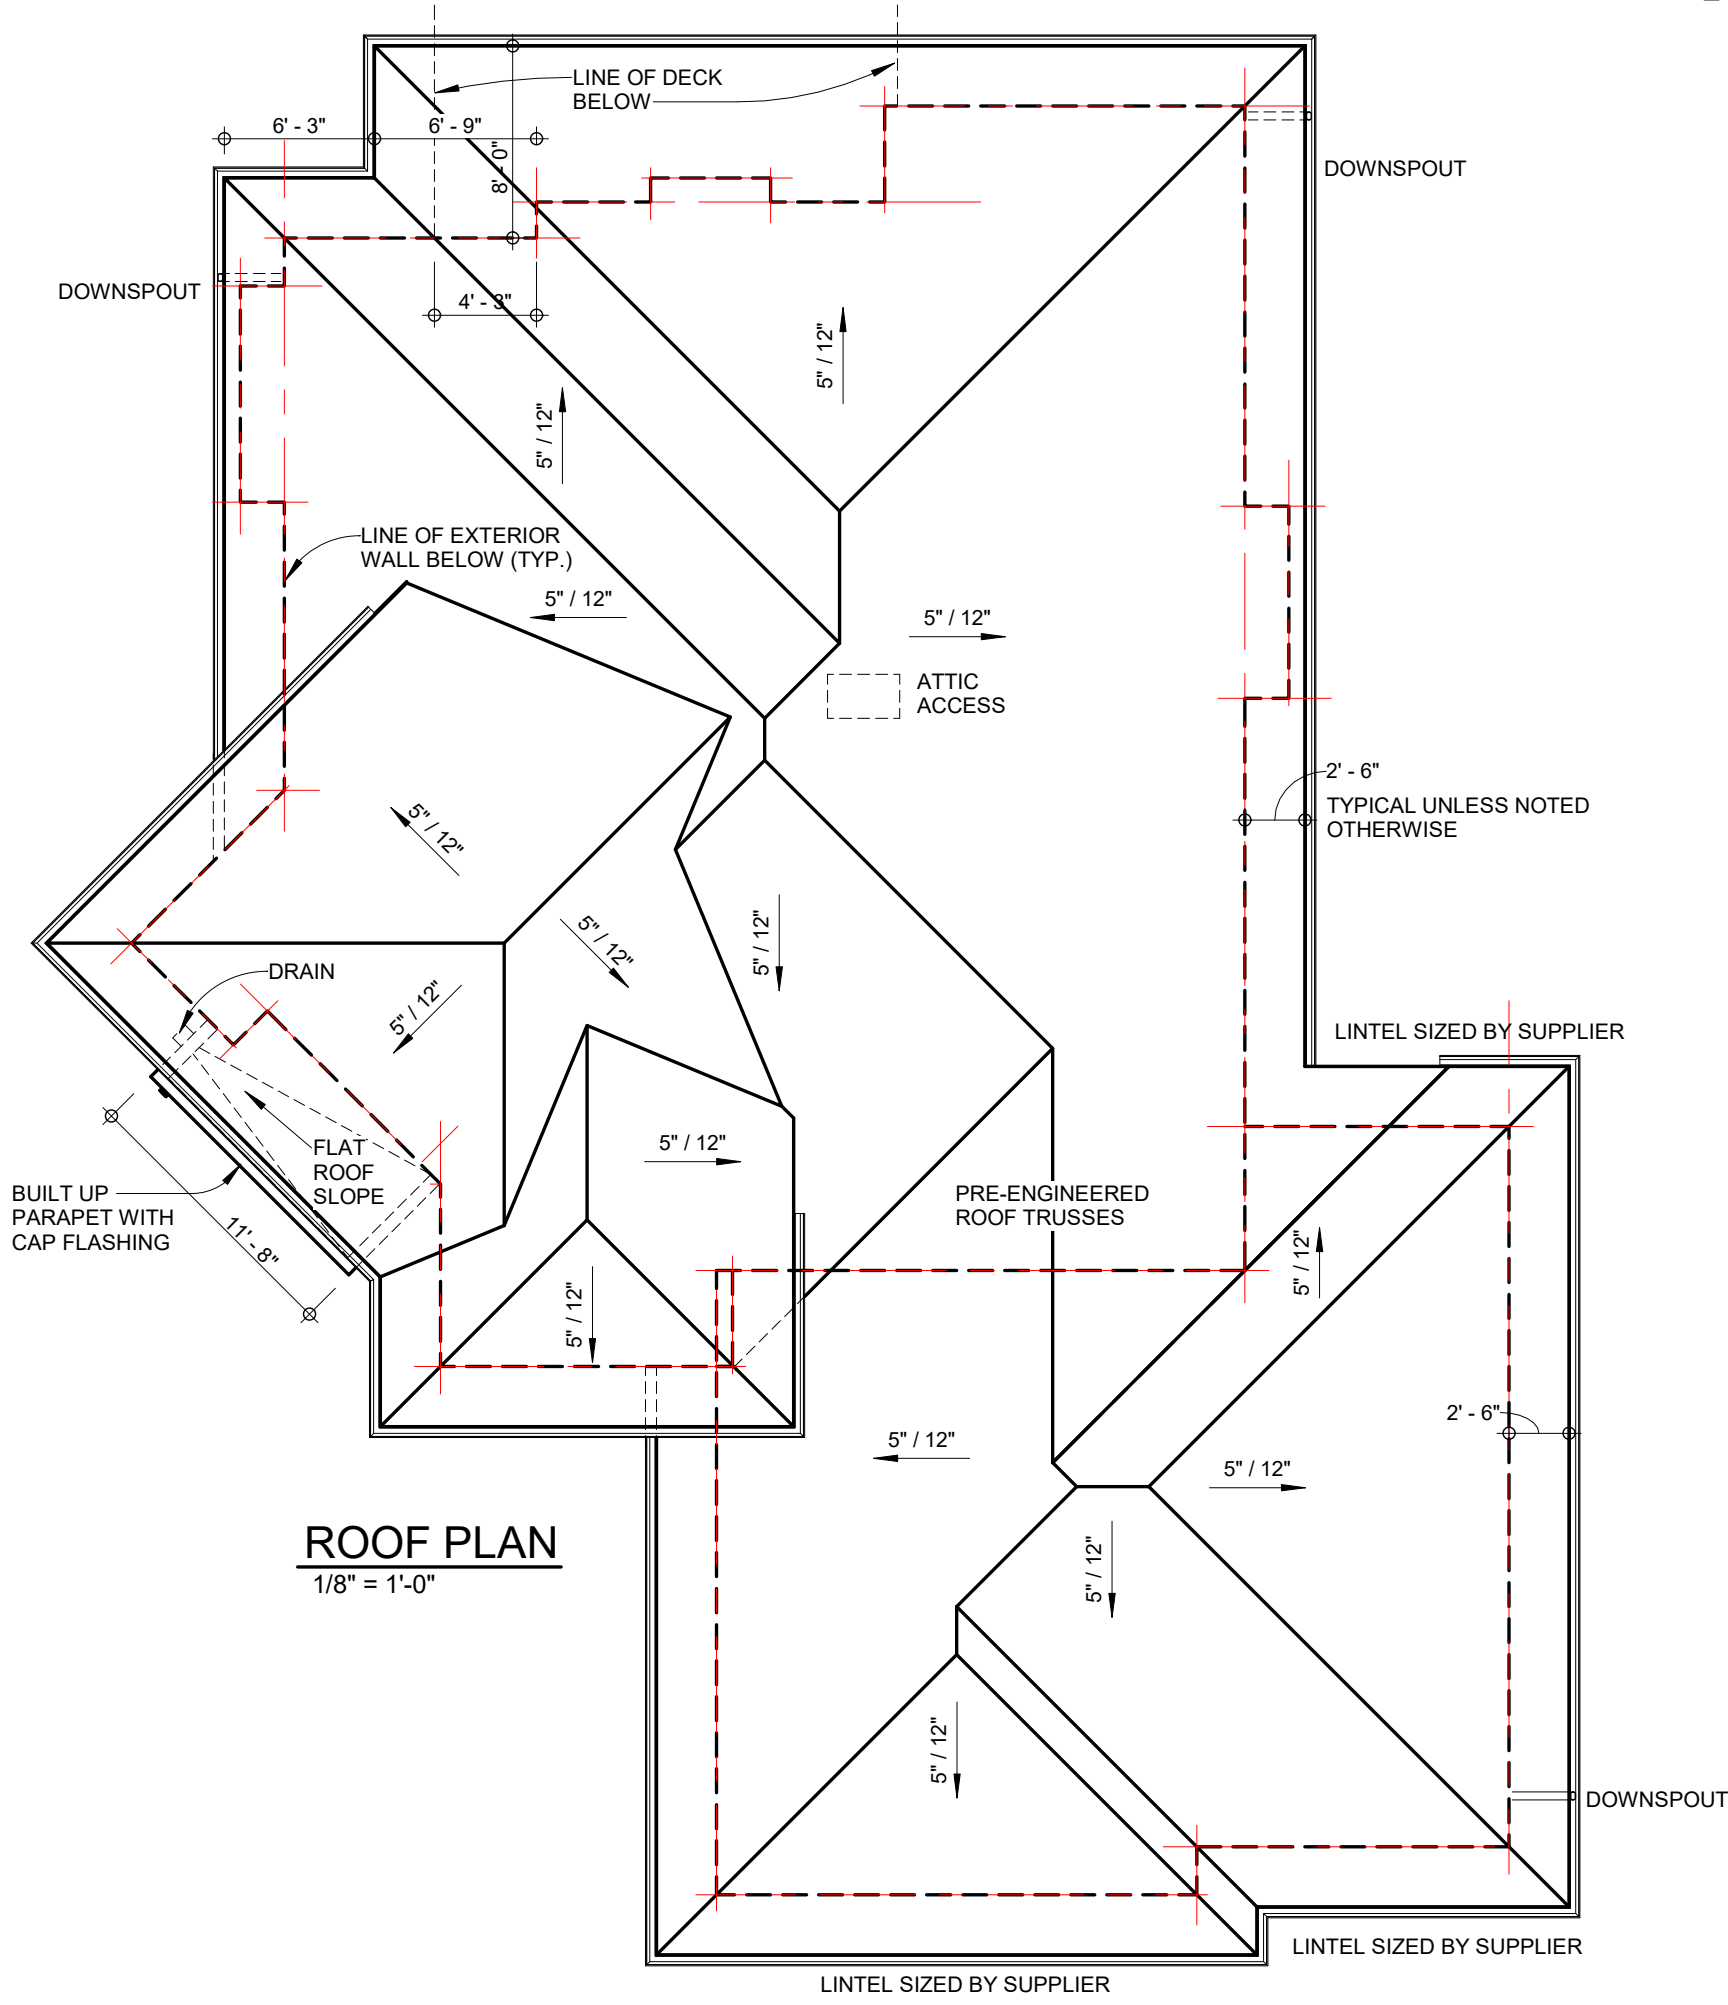 LINE OF DECK
BELOW
6' - 3"
6' - 9"
8' - 0"
DOWNSPOUT
DOWNSPOUT
4' - 3"
5" / 12"
5" / 12"
LINE OF EXTERIOR
WALL BELOW (TYP.)
5" / 12"
5" / 12"
ATTIC
ACCESS
2' - 6"
TYPICAL UNLESS NOTED
OTHERWISE
5" / 12"
5" / 12"
5" / 12"
DRAIN
5" / 12"
LINTEL SIZED BY SUPPLIER
FLAT
ROOF
SLOPE
5" / 12"
BUILT UP
PARAPET WITH
CAP FLASHING
11' - 8"
PRE-ENGINEERED
ROOF TRUSSES
5" / 12"
5" / 12"
2' - 6"
5" / 12"
5" / 12"
ROOF PLAN
1/8" = 1'-0"
5" / 12"
5" / 12"
DOWNSPOUT
LINTEL SIZED BY SUPPLIER
LINTEL SIZED BY SUPPLIER